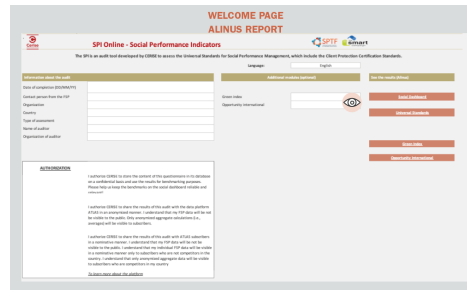 WELCOME PAGE
ALINUS REPORT
Cerise
SPI Online - Social Performance Indicators
SPTF
smart
The SPI is an audit tool developed by CERISE to assess the Universal Standards for Social Performance Management, which include the Client Protection Certification Standards.
Language: English
Information about the audit
Additional modules (optional)
See the results (Alinus)
Date of completion (DD/MM/YY)
Contact person from the FSP
Organisation
Country
Type of assessment
Name of auditor
Organisation of auditor
Green Index
Opportunity International:
Social Dashboard
Universal Standards
Green Index
Opportunity International
AUTHORIZATION
I authorise CERISE to share the content of this questionnaire in its database
on a confidential basis and use the results for benchmarking purposes.
Please help us keep the benchmarks on the social dashboard reliable and
I authorise CERISE to share the results of this audit with the data platform
ATLAS in an anonymised manner. I understand that my FSP data will not be
be visible to the public. Only anonymised aggregate calculations (i.e.,
averages) will be visible to subscribers.
I authorise CERISE to share the results of this audit with ATLAS subscribers
in a nominative manner. I understand that my FSP data will not be
visible to the public. I understand that my individual FSP data will be visible
in a nominative manner only to subscribers who are not competitors in the
country. I understand that only anonymised aggregate data will be visible
to subscribers who are competitors in my country.
To learn more about the platform